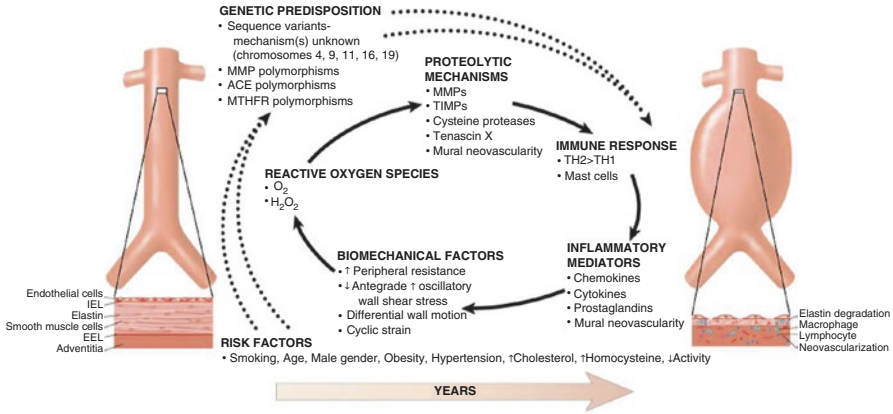 GENETIC PREDISPOSITION
• Sequence variants-
mechanism(s) unknown
(chromosomes 4, 9, 11, 16, 19)
• MMP polymorphisms
• ACE polymorphisms
• MTHFR polymorphisms
PROTEOLYTIC
MECHANISMS
• MMPs
• TIMPs
• Cysteine proteases
• Tenascin X
• Mural neovascularity
IMMUNE RESPONSE
• TH2>TH1
• Mast cells
REACTIVE OXYGEN SPECIES
• O2
• H2O2
BIOMECHANICAL FACTORS
• ↑ Peripheral resistance
• ↓ Antegrade ↑ oscillatory
wall shear stress
• Differential wall motion
• Cyclic strain
INFLAMMATORY
MEDIATORS
• Chemokines
• Cytokines
• Prostaglandins
• Mural neovascularity
Endothelial cells
IEL
Elastin
Smooth muscle cells
EEL
Adventitia
Elastin degradation
Macrophage
Lymphocyte
Neovascularization
RISK FACTORS
• Smoking, Age, Male gender, Obesity, Hypertension, ↑Cholesterol, ↑Homocysteine, ↓Activity
YEARS